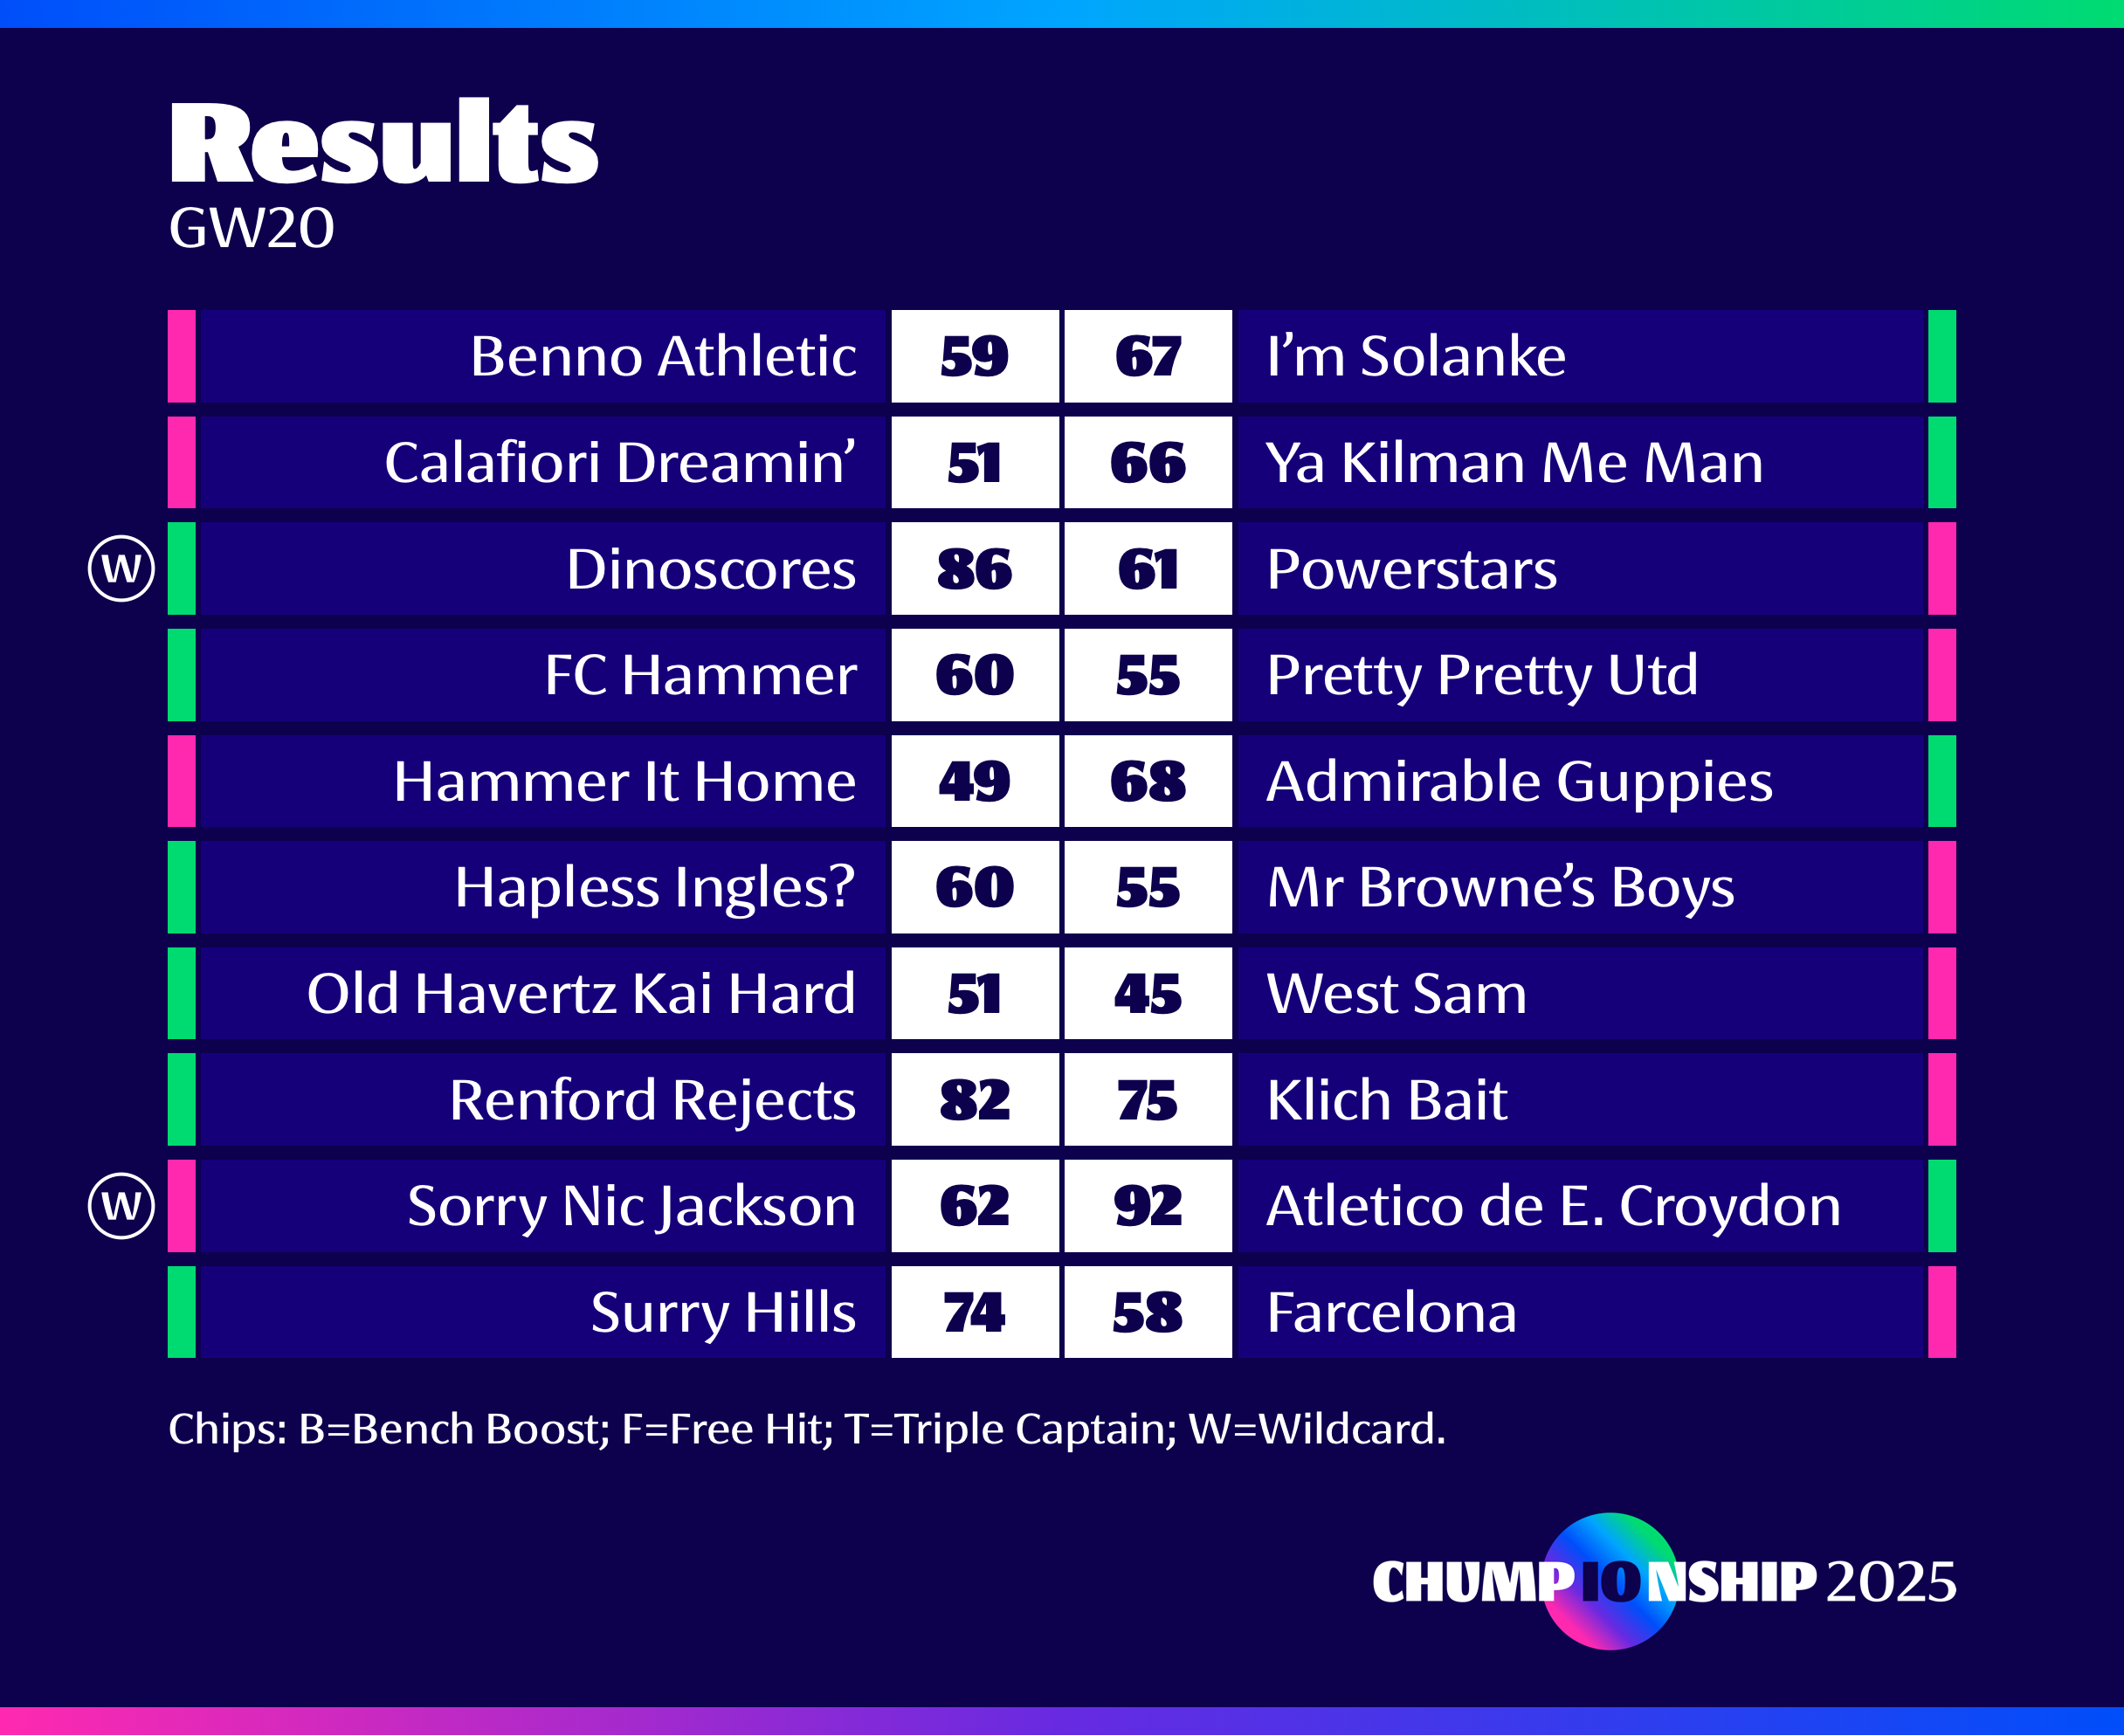 Results
GW20
Benno Athletic 59 67 I’m Solanke
Calafiori Dreamin’ 51 66 Ya Kilman Me Man
W Dinoscores 86 61 Powerstars
FC Hammer 60 55 Pretty Pretty Utd
Hammer It Home 49 68 Admirable Guppies
Hapless Ingles? 60 55 Mr Browne’s Boys
Old Havertz Kai Hard 51 45 West Sam
Renford Rejects 82 75 Klich Bait
W Sorry Nic Jackson 62 92 Atletico de E. Croydon
Surry Hills 74 58 Farcelona
Chips: B=Bench Boost; F=Free Hit; T=Triple Captain; W=Wildcard.
CHUMPIONSHIP 2025